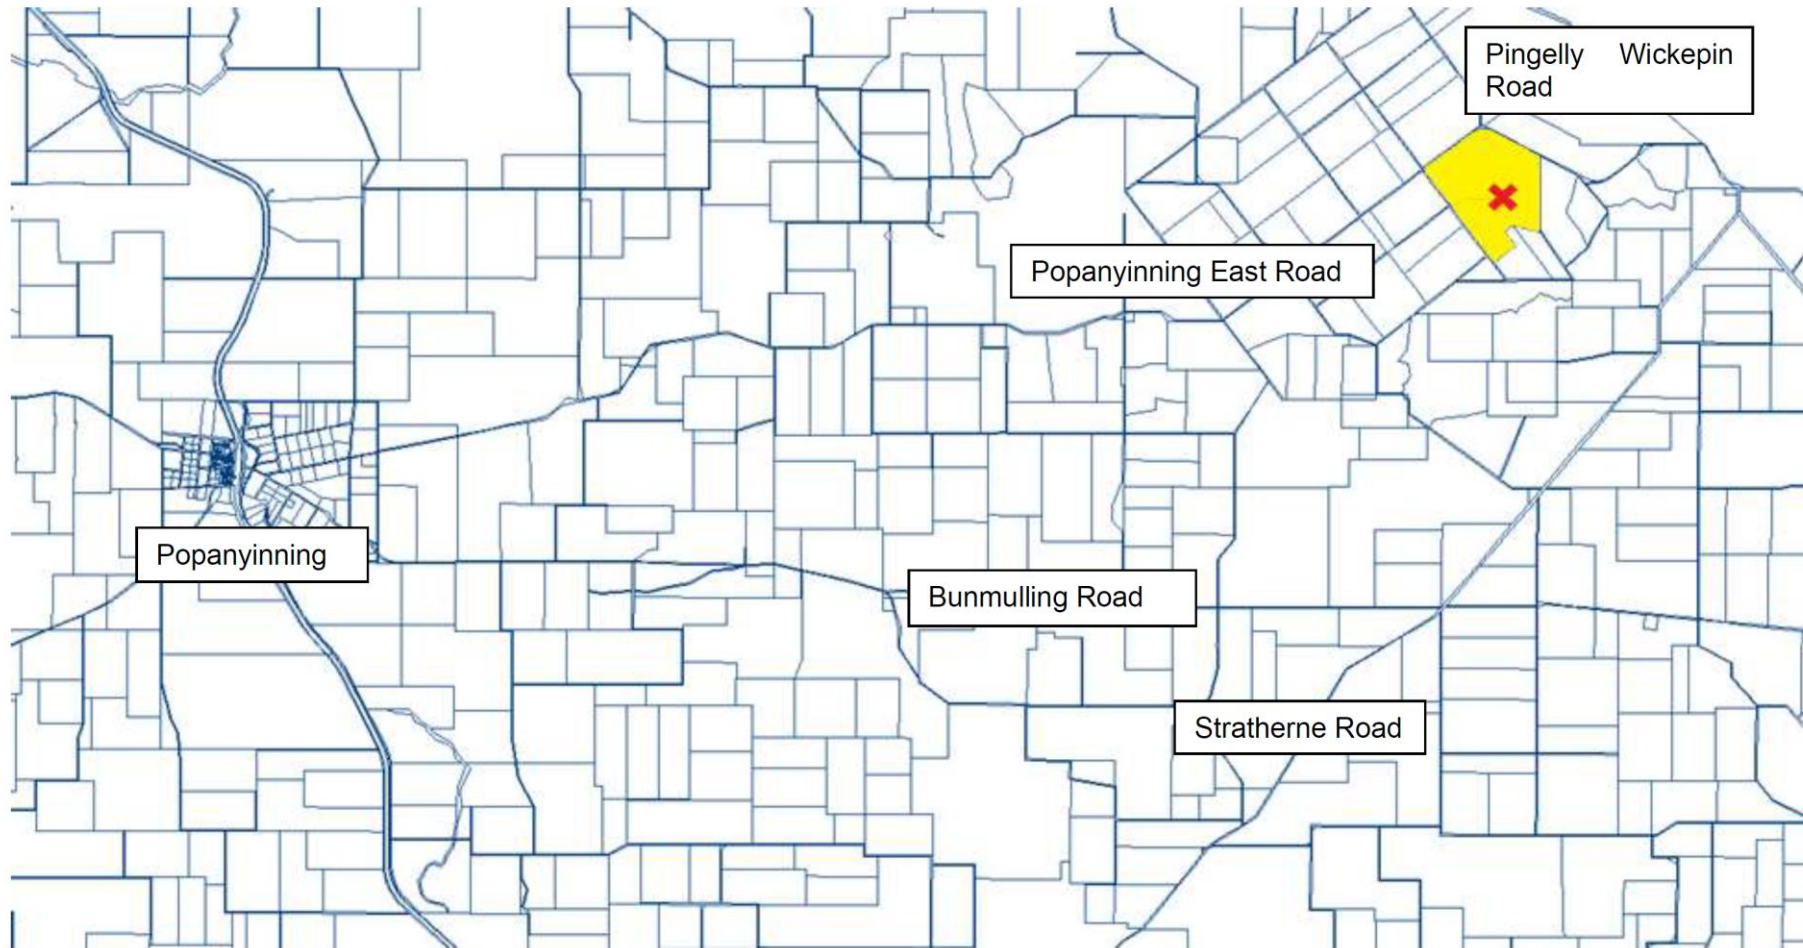 Pingelly Wickepin
Road
Popanyinning East Road
Popanyinning
Bunmulling Road
Stratherne Road